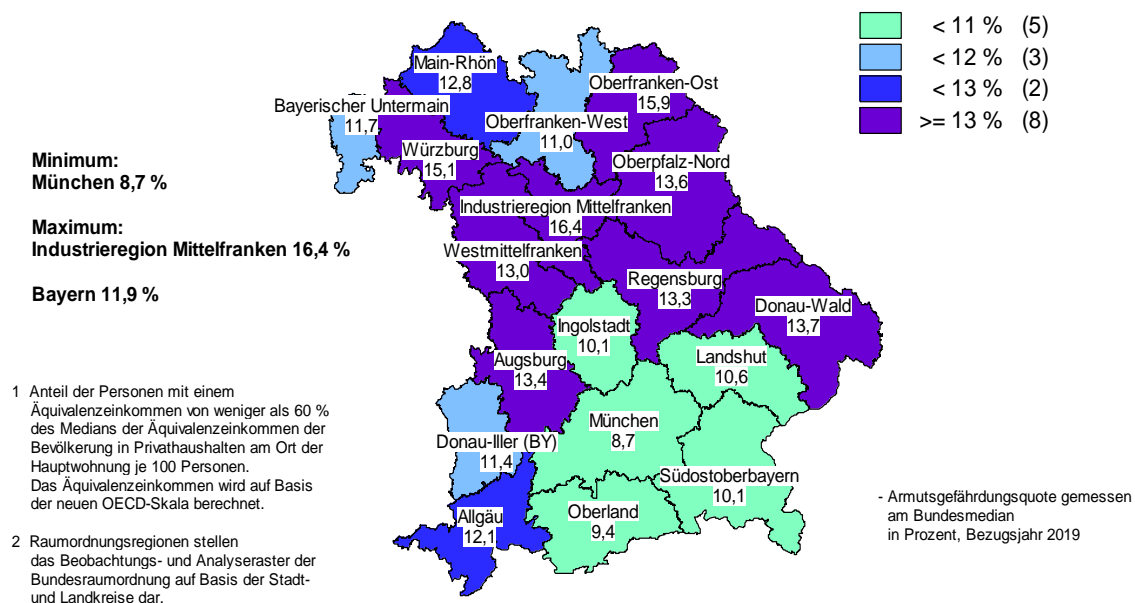 < 11 % (5)
< 12 % (3)
< 13 % (2)
>= 13 % (8)
Main-Rhön
12,8
Oberfranken-Ost
15,9
Bayerischer Untermain
11,7
Oberfranken-West
11,0
Würzburg
15,1
Oberpfalz-Nord
13,6
Minimum:
München 8,7 %
Maximum:
Industrieregion Mittelfranken 16,4 %
Bayern 11,9 %
Industrieregion Mittelfranken
16,4
Westmittelfranken
13,0
Regensburg
13,3
Donau-Wald
13,7
Ingolstadt
10,1
Landshut
10,6
Augsburg
13,4
München
8,7
Donau-Iller (BY)
11,4
Südostoberbayern
10,1
Allgäu
12,1
Oberland
9,4
1 Anteil der Personen mit einem
Äquivalenzeinkommen von weniger als 60 %
des Medians der Äquivalenzeinkommen der
Bevölkerung in Privathaushalten am Ort der
Hauptwohnung je 100 Personen.
Das Äquivalenzeinkommen wird auf Basis
der neuen OECD-Skala berechnet.
2 Raumordnungsregionen stellen
das Beobachtungs- und Analyseraster der
Bundesraumordnung auf Basis der Stadt-
und Landkreise dar.
- Armutsgefährdungsquote gemessen
am Bundesmedian
in Prozent, Bezugsjahr 2019